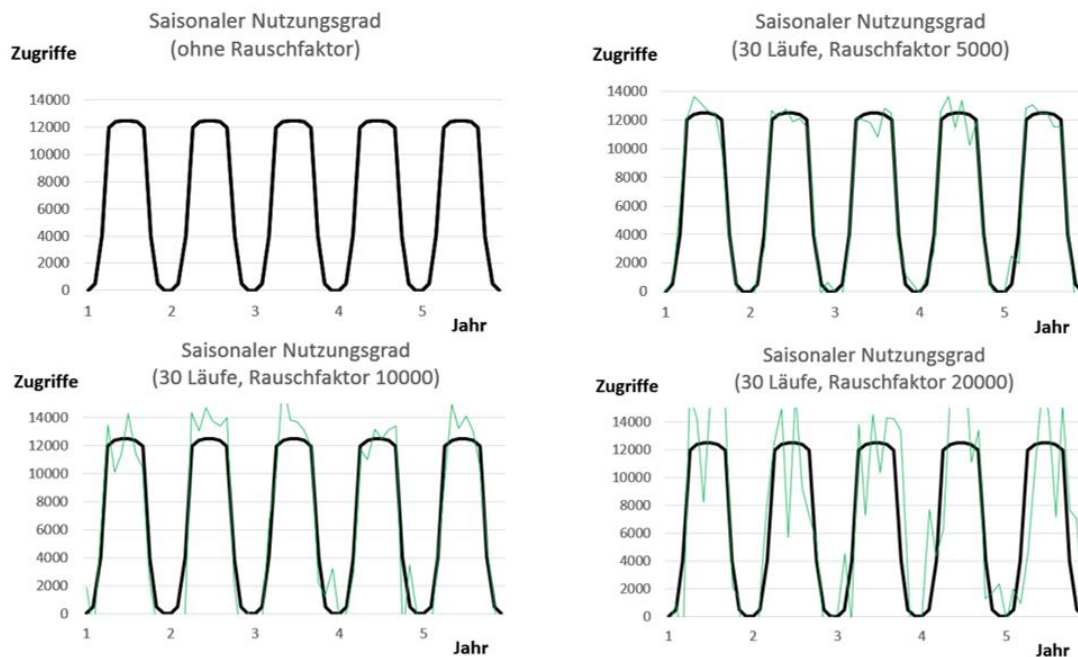 Saisonaler Nutzungsgrad
(ohne Rauschfaktor)
Zugriffe
14000
12000
10000
8000
6000
4000
2000
0
1 2 3 4 5
Jahr
Saisonaler Nutzungsgrad
(30 Läufe, Rauschfaktor 5000)
Zugriffe
14000
12000
10000
8000
6000
4000
2000
0
1 2 3 4 5
Jahr
Saisonaler Nutzungsgrad
(30 Läufe, Rauschfaktor 10000)
Zugriffe
14000
12000
10000
8000
6000
4000
2000
0
1 2 3 4 5
Jahr
Saisonaler Nutzungsgrad
(30 Läufe, Rauschfaktor 20000)
Zugriffe
14000
12000
10000
8000
6000
4000
2000
0
1 2 3 4 5
Jahr